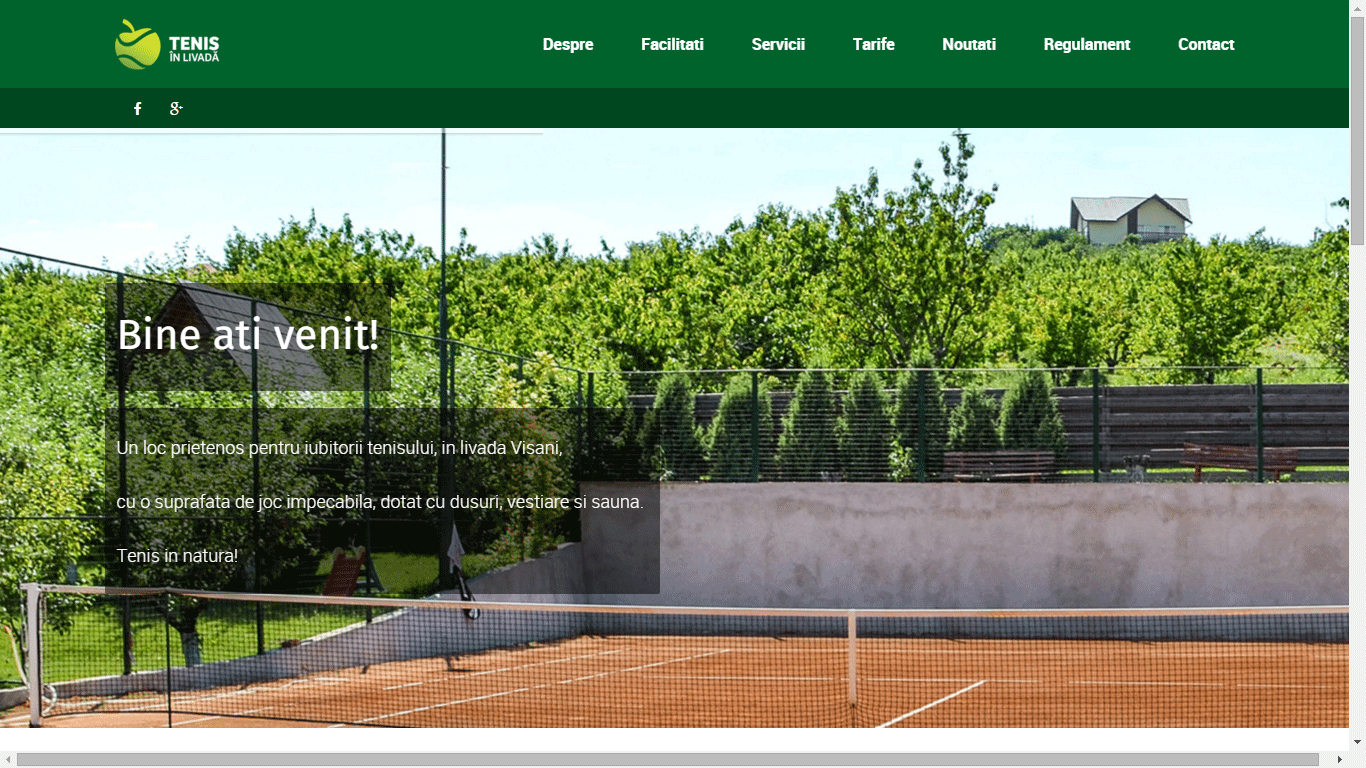 TENIS
ÎN LIVADĂ
Despre
Facilitati
Servicii
Tarife
Noutati
Regulament
Contact
Bine ati venit!
Un loc prietenos pentru iubitorii tenisului, in livada Visani,
cu o suprafata de joc impecabila, dotat cu dusuri, vestiare si sauna.
Tenis in natura!